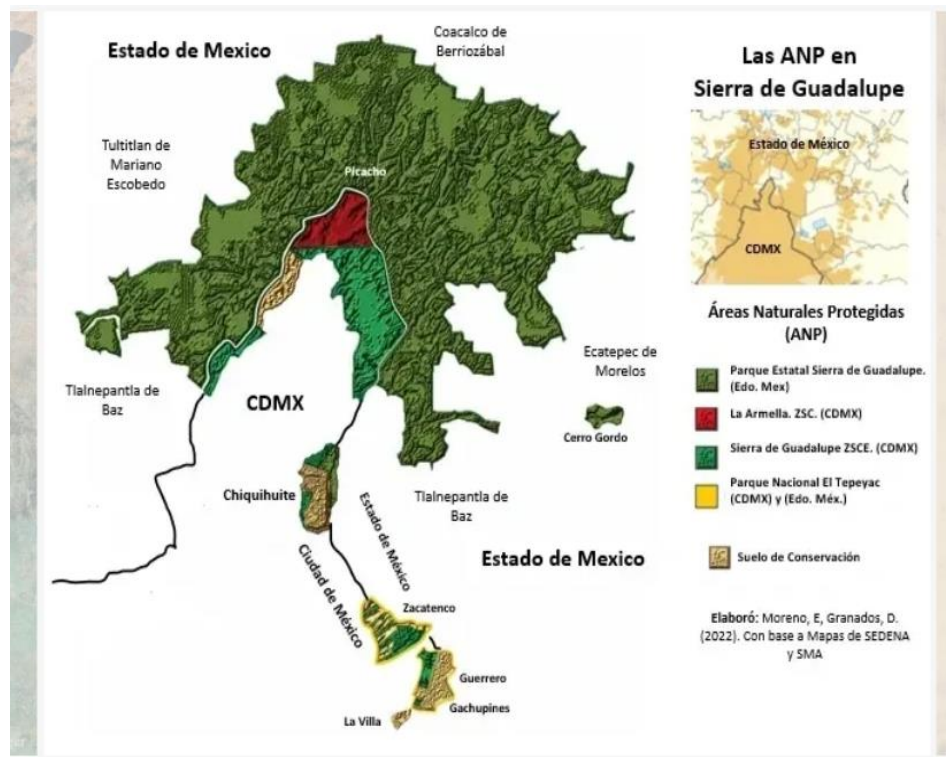 Estado de Mexico
Coacalco de
Berriozábal
Tultitlan de
Mariano
Escobedo
Picacho
Tlalnepantla de
Baz
CDMX
Ecatepec de
Morelos
Cerro Gordo
Chiquihuite
Tlalnepantla de
Baz
Estado de México
Ciudad de México
Estado de Mexico
Zacatenco
Guerrero
Gachupines
La Villa
Las ANP en
Sierra de Guadalupe
Estado de México
CDMX
Áreas Naturales Protegidas
(ANP)
Parque Estatal Sierra de Guadalupe.
(Edo. Mex)
La Armella. ZSC. (CDMX)
Sierra de Guadalupe ZSCE. (CDMX)
Parque Nacional El Tepeyac
(CDMX) y (Edo. Méx.)
Suelo de Conservación
Elaboró: Moreno, E, Granados, D.
(2022). Con base a Mapas de SEDENA
y SMA